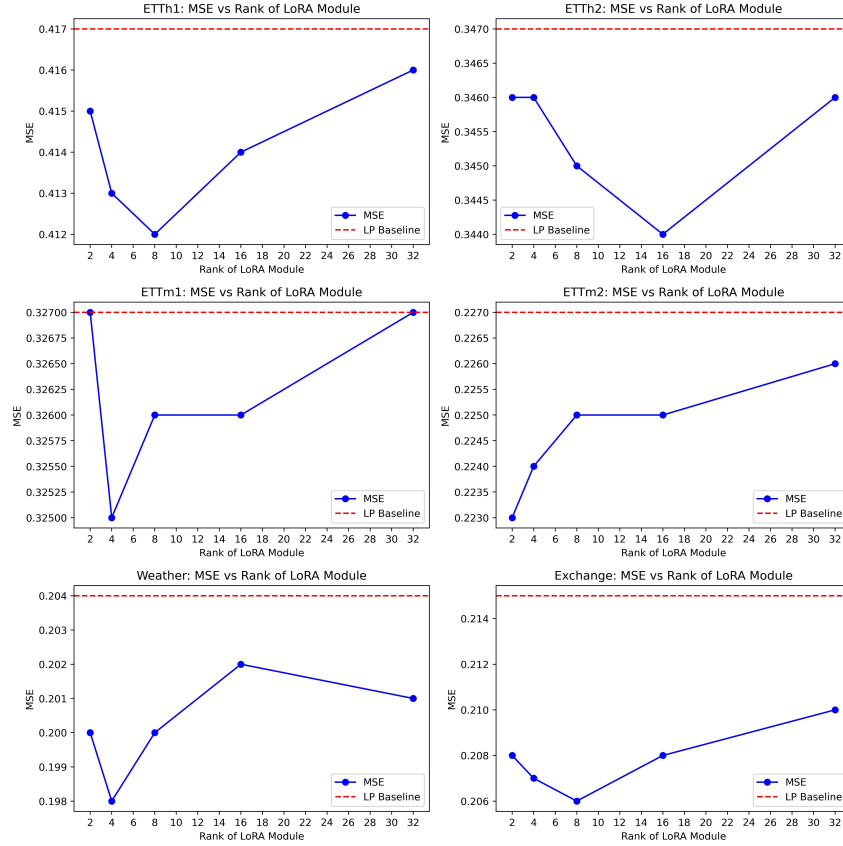 ETTh1: MSE vs Rank of LoRA Module
0.417
0.416
0.415
0.414
0.413
0.412
MSE
MSE
LP Baseline
2 4 6 8 10 12 14 16 18 20 22 24 26 28 30 32
Rank of LoRA Module
ETTh2: MSE vs Rank of LoRA Module
0.3470
0.3465
0.3460
0.3455
0.3450
0.3445
0.3440
MSE
MSE
LP Baseline
2 4 6 8 10 12 14 16 18 20 22 24 26 28 30 32
Rank of LoRA Module
ETTm1: MSE vs Rank of LoRA Module
0.32700
0.32675
0.32650
0.32625
0.32600
0.32575
0.32550
0.32525
0.32500
MSE
MSE
LP Baseline
2 4 6 8 10 12 14 16 18 20 22 24 26 28 30 32
Rank of LoRA Module
ETTm2: MSE vs Rank of LoRA Module
0.2270
0.2265
0.2260
0.2255
0.2250
0.2245
0.2240
0.2235
0.2230
MSE
MSE
LP Baseline
2 4 6 8 10 12 14 16 18 20 22 24 26 28 30 32
Rank of LoRA Module
Weather: MSE vs Rank of LoRA Module
0.204
0.203
0.202
0.201
0.200
0.199
0.198
MSE
MSE
LP Baseline
2 4 6 8 10 12 14 16 18 20 22 24 26 28 30 32
Rank of LoRA Module
Exchange: MSE vs Rank of LoRA Module
0.214
0.212
0.210
0.208
0.206
MSE
MSE
LP Baseline
2 4 6 8 10 12 14 16 18 20 22 24 26 28 30 32
Rank of LoRA Module